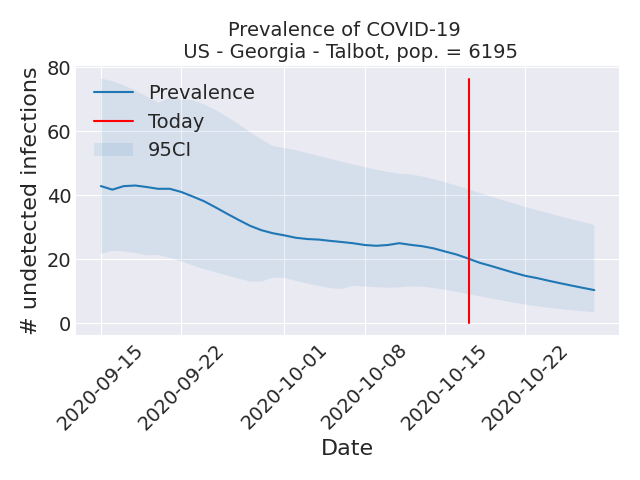 Prevalence of COVID-19
US - Georgia - Talbot, pop. = 6195
# undetected infections
80
60
40
20
0
Prevalence
Today
95CI
2020-09-15
2020-09-22
2020-10-01
2020-10-08
2020-10-15
2020-10-22
Date